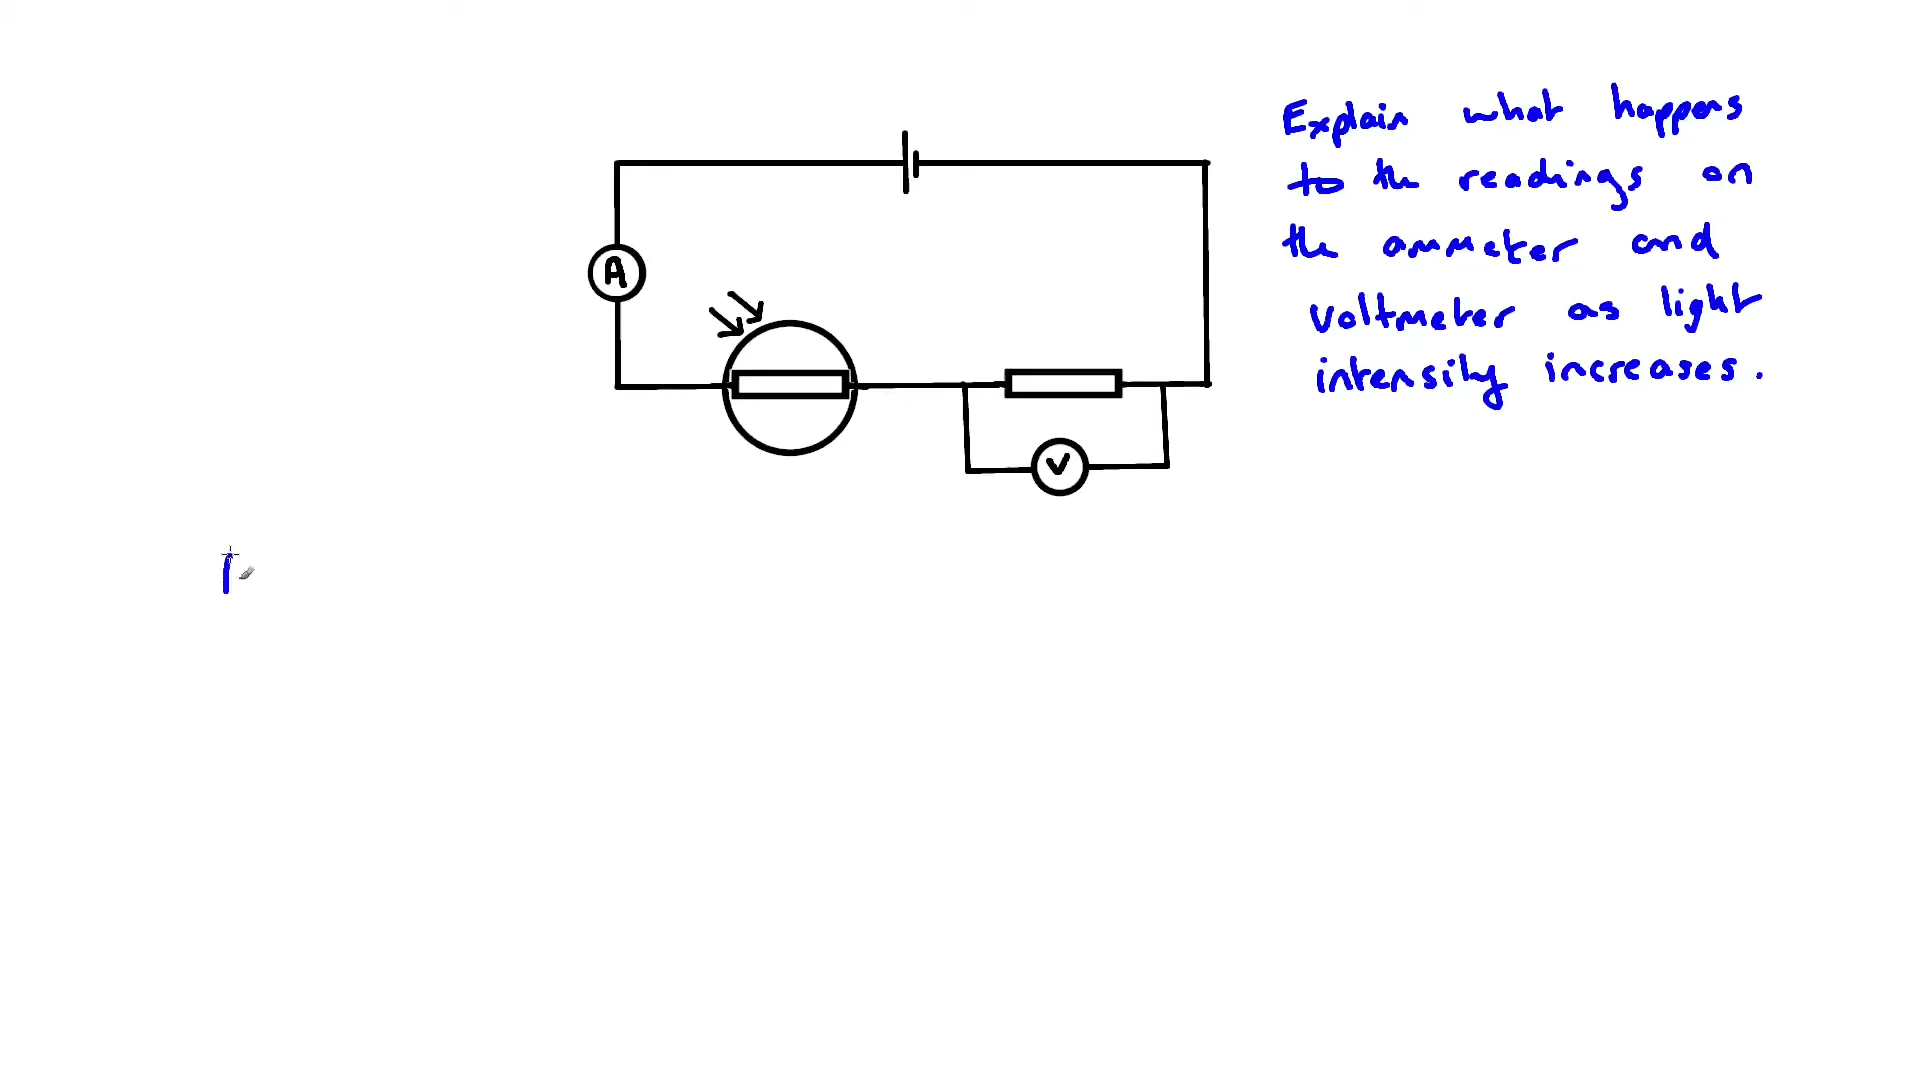 Explain what happens
to the readings on
the ammeter and
voltmeter as light
intensity increases.
A
V